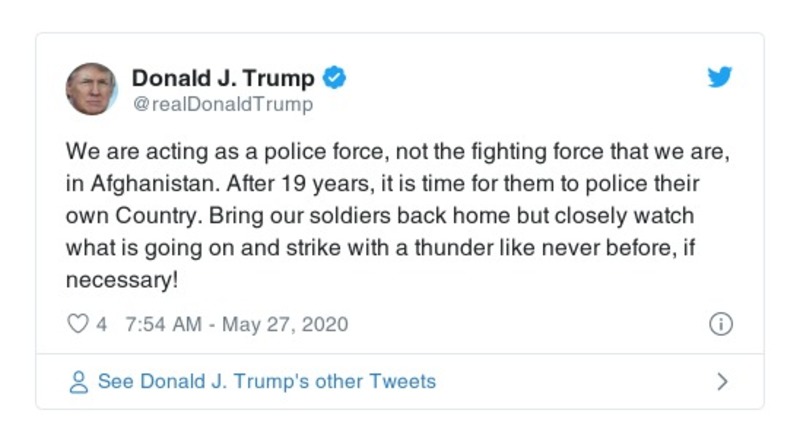 Donald J. Trump
@realDonaldTrump
We are acting as a police force, not the fighting force that we are,
in Afghanistan. After 19 years, it is time for them to police their
own Country. Bring our soldiers back home but closely watch
what is going on and strike with a thunder like never before, if
necessary!
4 7:54 AM - May 27, 2020
See Donald J. Trump's other Tweets